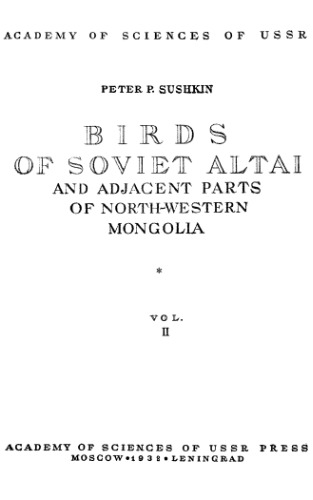 ACADEMY OF SCIENCES OF USSR
PETER P. SUSHKIN
BIRDS
OF SOVIET ALTAI
AND ADJACENT PARTS
OF NORTH-WESTERN
MONGOLIA
*
VOL.
II
ACADEMY OF SCIENCES OF USSR PRESS
MOSCOW•1938•LENINGRAD